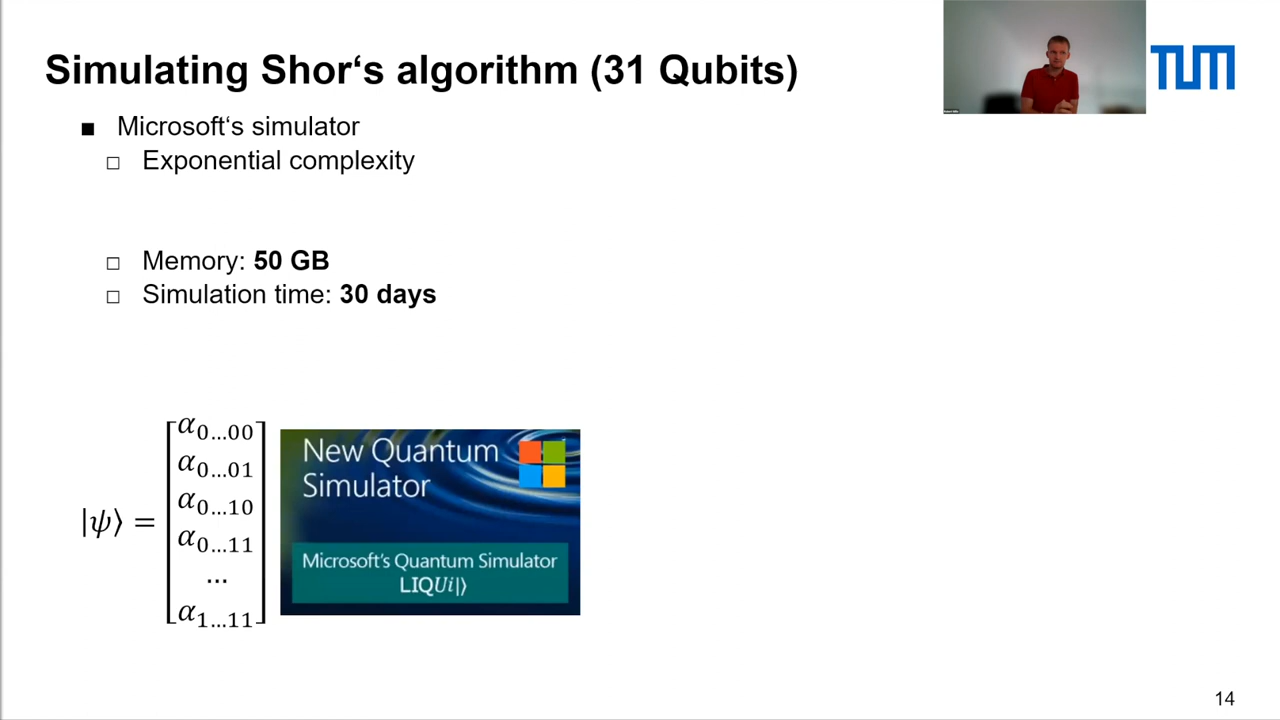 Simulating Shor‘s algorithm (31 Qubits)
TUM
■ Microsoft‘s simulator
□ Exponential complexity
□ Memory: 50 GB
□ Simulation time: 30 days
|ψ⟩ =
α0…00
α0…01
α0…10
α0…11
…
α1…11
New Quantum
Simulator
Microsoft's Quantum Simulator
LIQUi|⟩
14